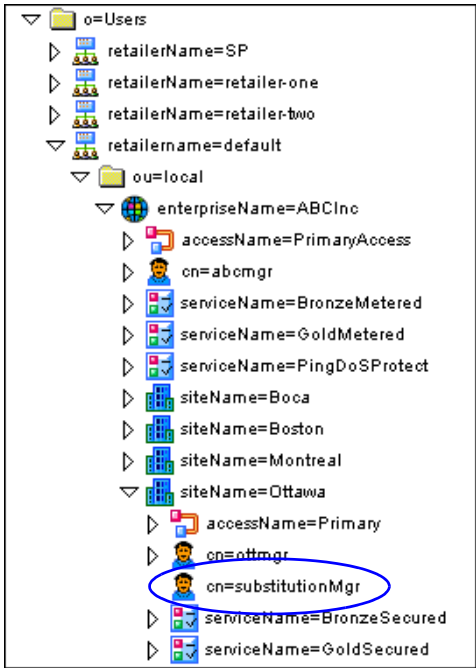 o=Users
retailerName=SP
retailerName=retailer-one
retailerName=retailer-two
retailername=default
ou=local
enterpriseName=ABCInc
accessName=PrimaryAccess
cn=abcmgr
serviceName=BronzeMetered
serviceName=GoldMetered
serviceName=PingDoSProtect
siteName=Boca
siteName=Boston
siteName=Montreal
siteName=Ottawa
accessName=Primary
cn=ottmgr
cn=substitutionMgr
serviceName=BronzeSecured
serviceName=GoldSecured